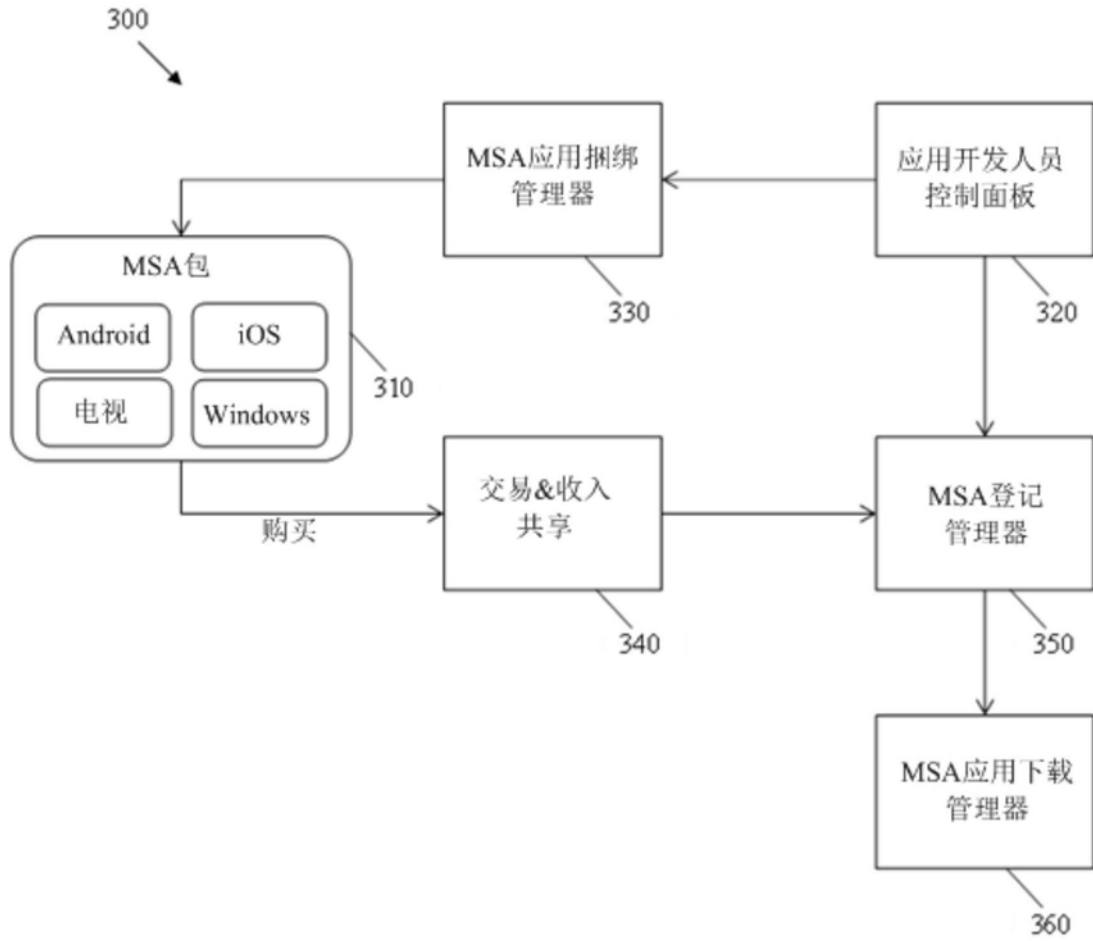 300
MSA应用捆绑
管理器
应用开发人员
控制面板
330
320
MSA包
Android
iOS
电视
Windows
310
购买
交易&收入
共享
MSA登记
管理器
340
350
MSA应用下载
管理器
360